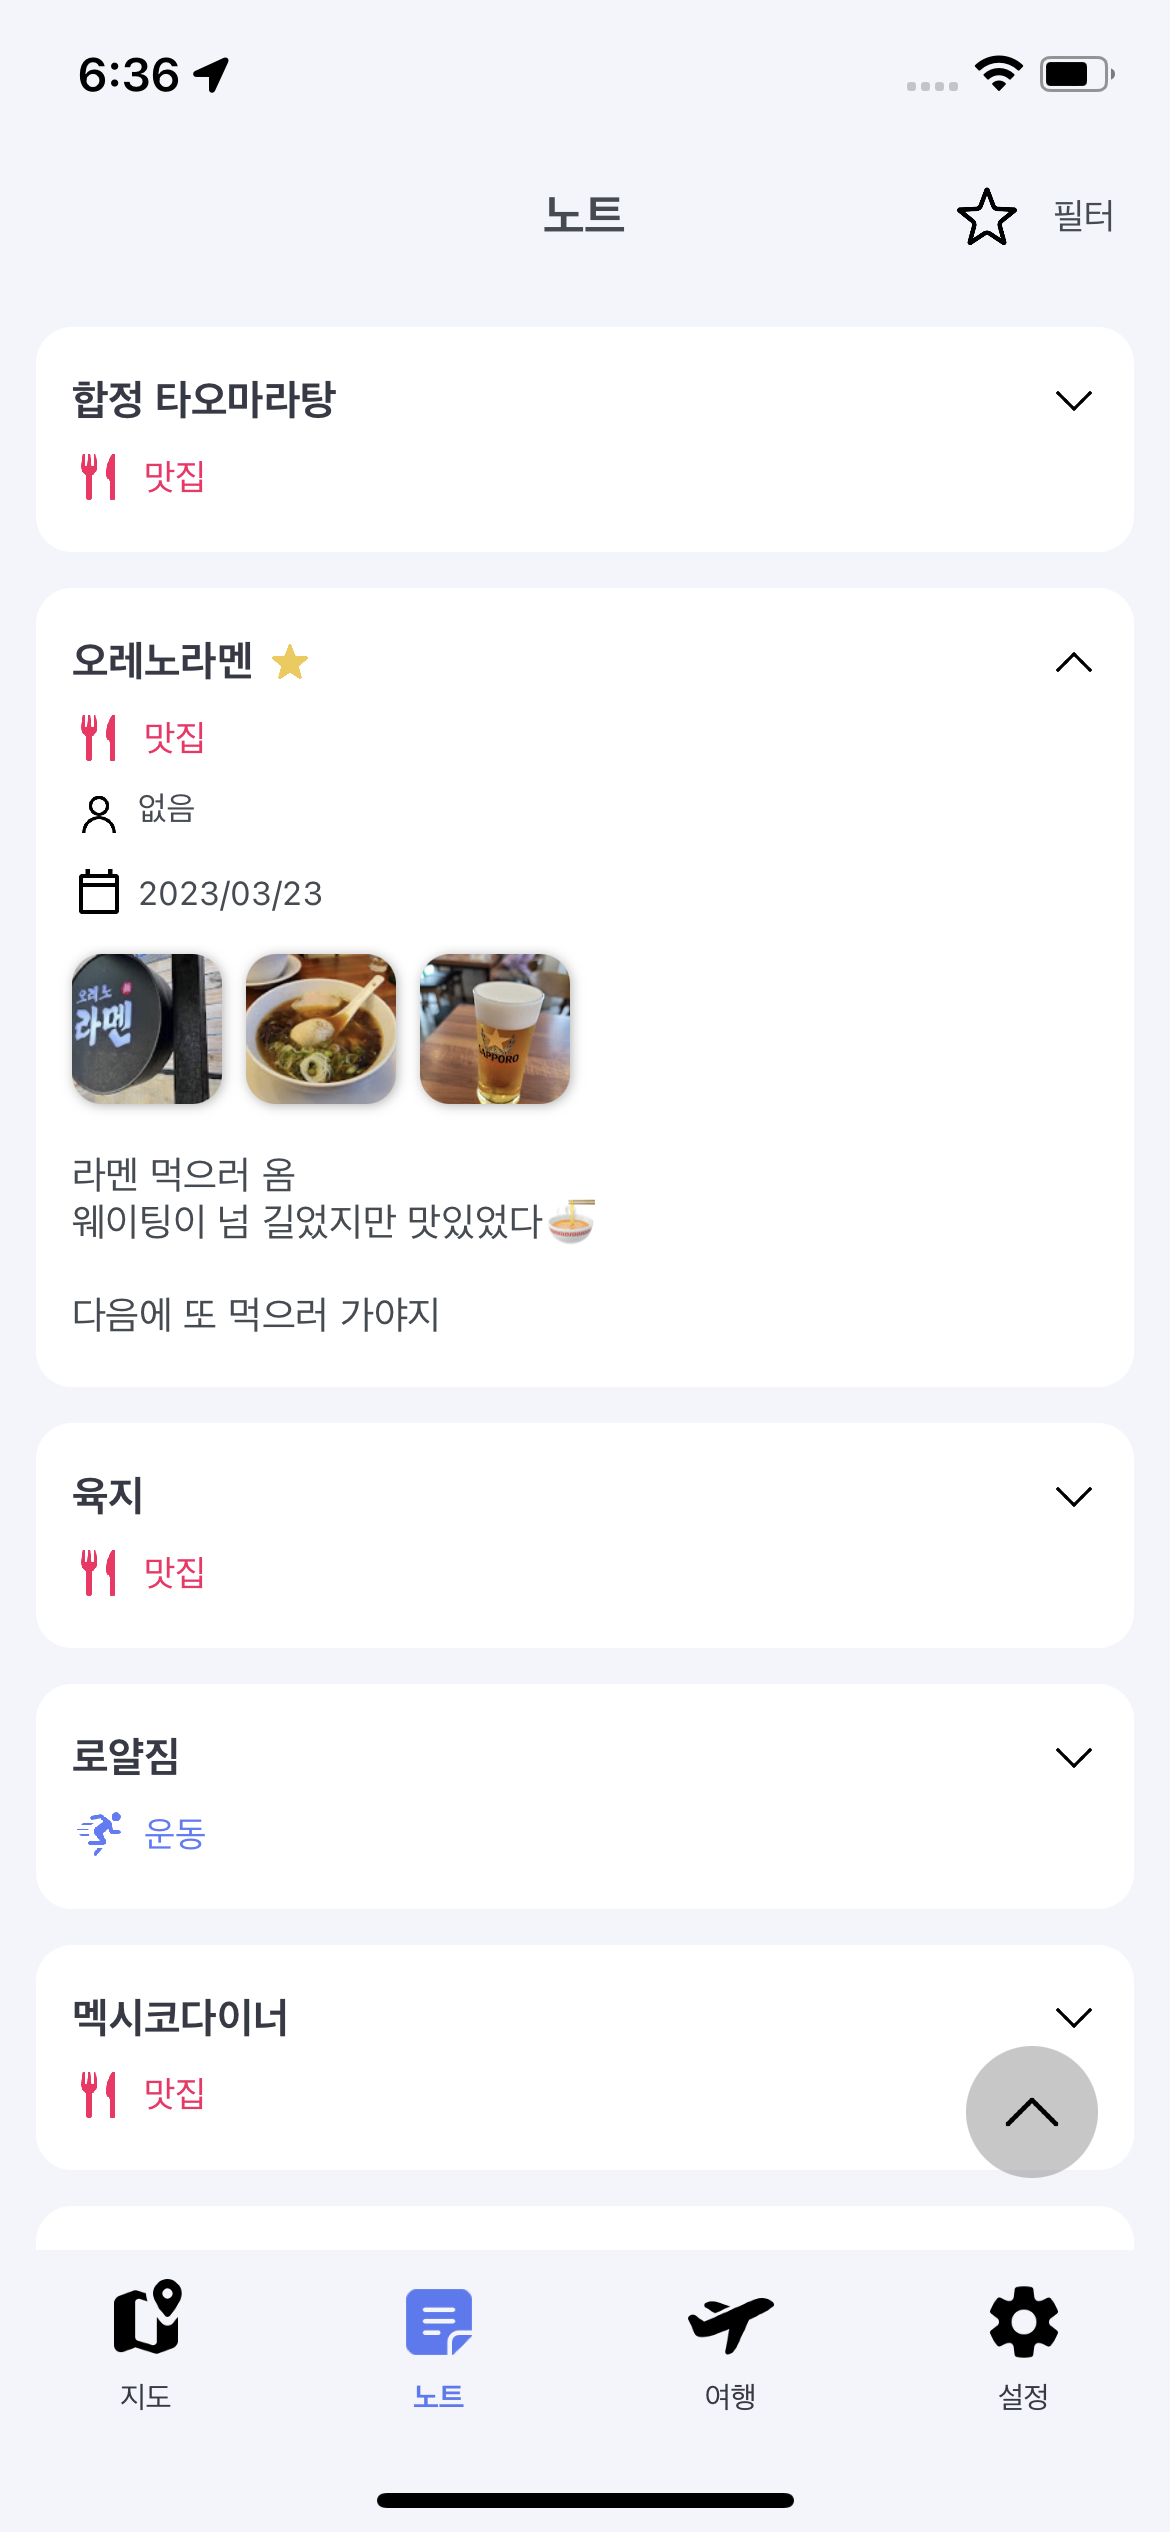 6:36
노트
필터
합정 타오마라탕
맛집
오레노라멘
맛집
없음
2023/03/23
오레노
라멘
SAPPORO
라멘 먹으러 옴
웨이팅이 넘 길었지만 맛있었다🍜
다음에 또 먹으러 가야지
육지
맛집
로얄짐
운동
멕시코다이너
맛집
지도
노트
여행
설정